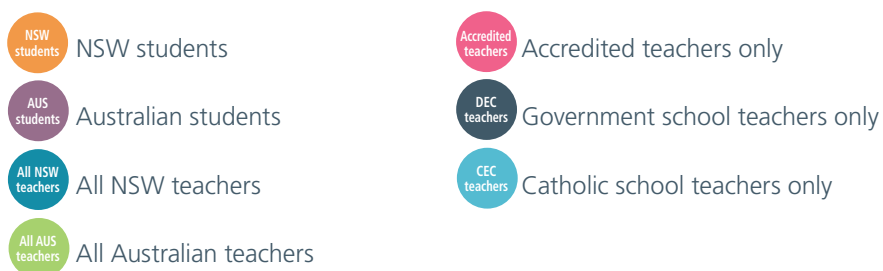 NSW
students
NSW students
AUS
students
Australian students
All NSW
teachers
All NSW teachers
All AUS
teachers
All Australian teachers
Accredited
teachers
Accredited teachers only
DEC
teachers
Government school teachers only
CEC
teachers
Catholic school teachers only